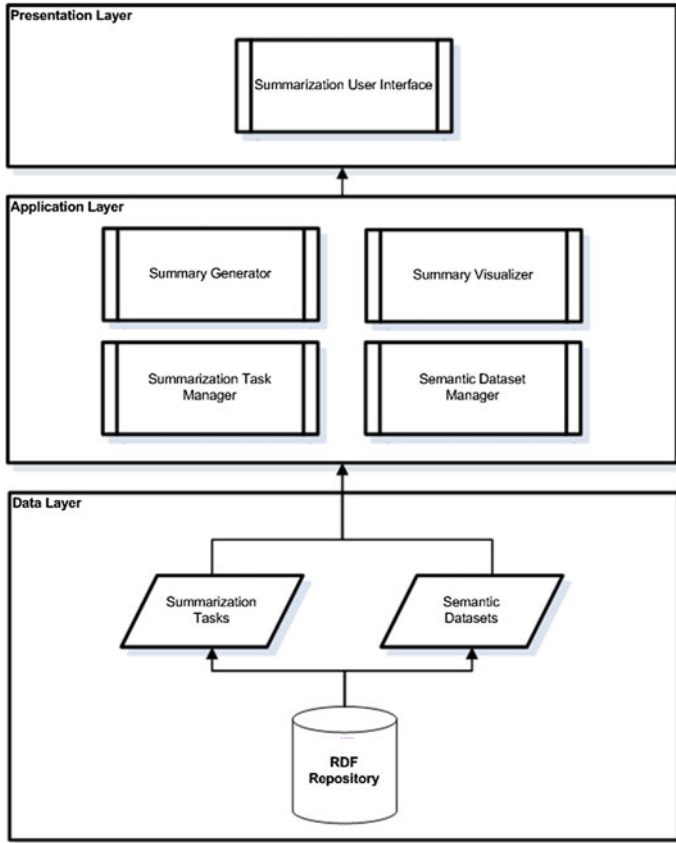 Presentation Layer
Summarization User Interface
Application Layer
Summary Generator
Summary Visualizer
Summarization Task
Manager
Semantic Dataset
Manager
Data Layer
Summarization
Tasks
Semantic
Datasets
RDF
Repository